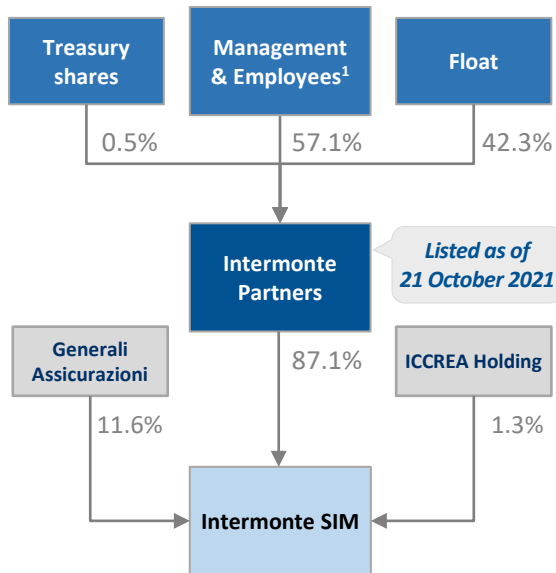 Treasury
shares
Management
& Employees¹
Float
0.5%
57.1%
42.3%
Intermonte
Partners
Listed as of
21 October 2021
Generali
Assicurazioni
87.1%
ICCREA Holding
11.6%
1.3%
Intermonte SIM